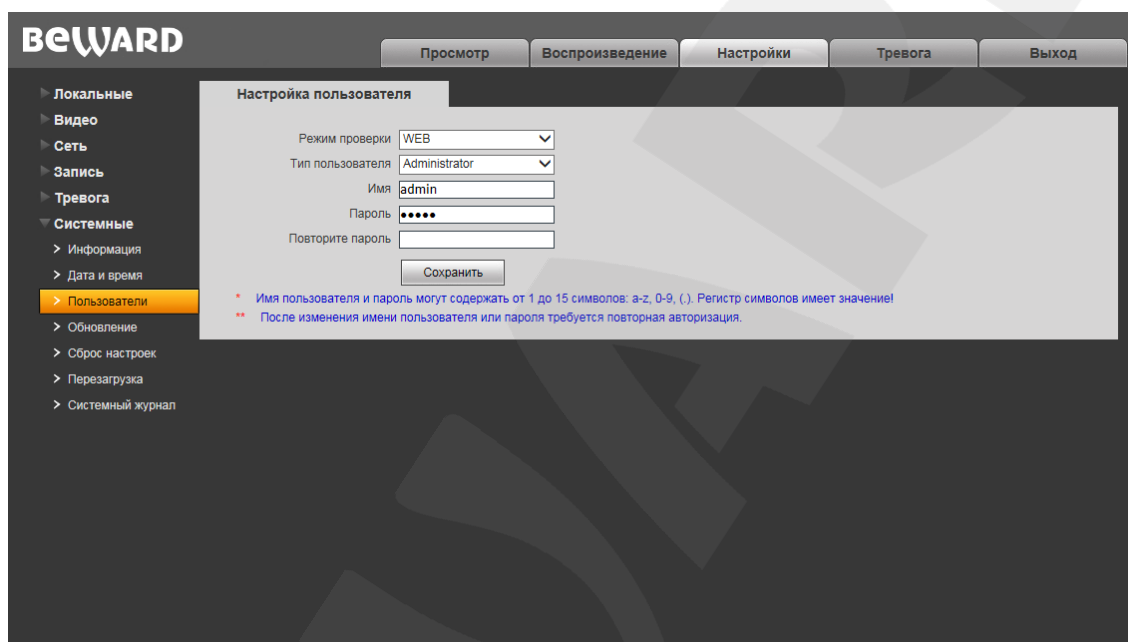 BEWARD
Просмотр Воспроизведение Настройки Тревога Выход
Локальные
Видео
Сеть
Запись
Тревога
Системные
> Информация
> Дата и время
> Пользователи
> Обновление
> Сброс настроек
> Перезагрузка
> Системный журнал
Настройка пользователя
Режим проверки WEB
Тип пользователя Administrator
Имя admin
Пароль •••••
Повторите пароль
Сохранить
* Имя пользователя и пароль могут содержать от 1 до 15 символов: a-z, 0-9, (.). Регистр символов имеет значение!
** После изменения имени пользователя или пароля требуется повторная авторизация.